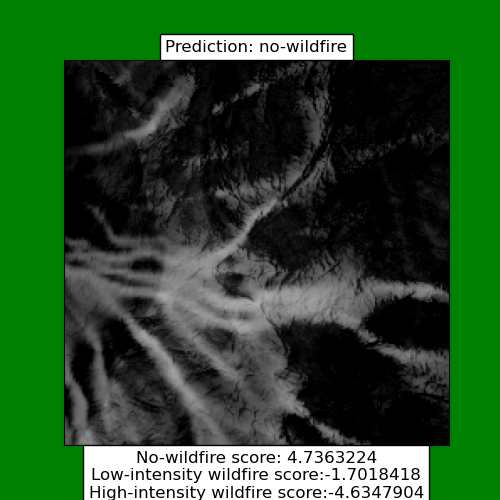 Prediction: no-wildfire
No-wildfire score: 4.7363224
Low-intensity wildfire score:-1.7018418
High-intensity wildfire score:-4.6347904